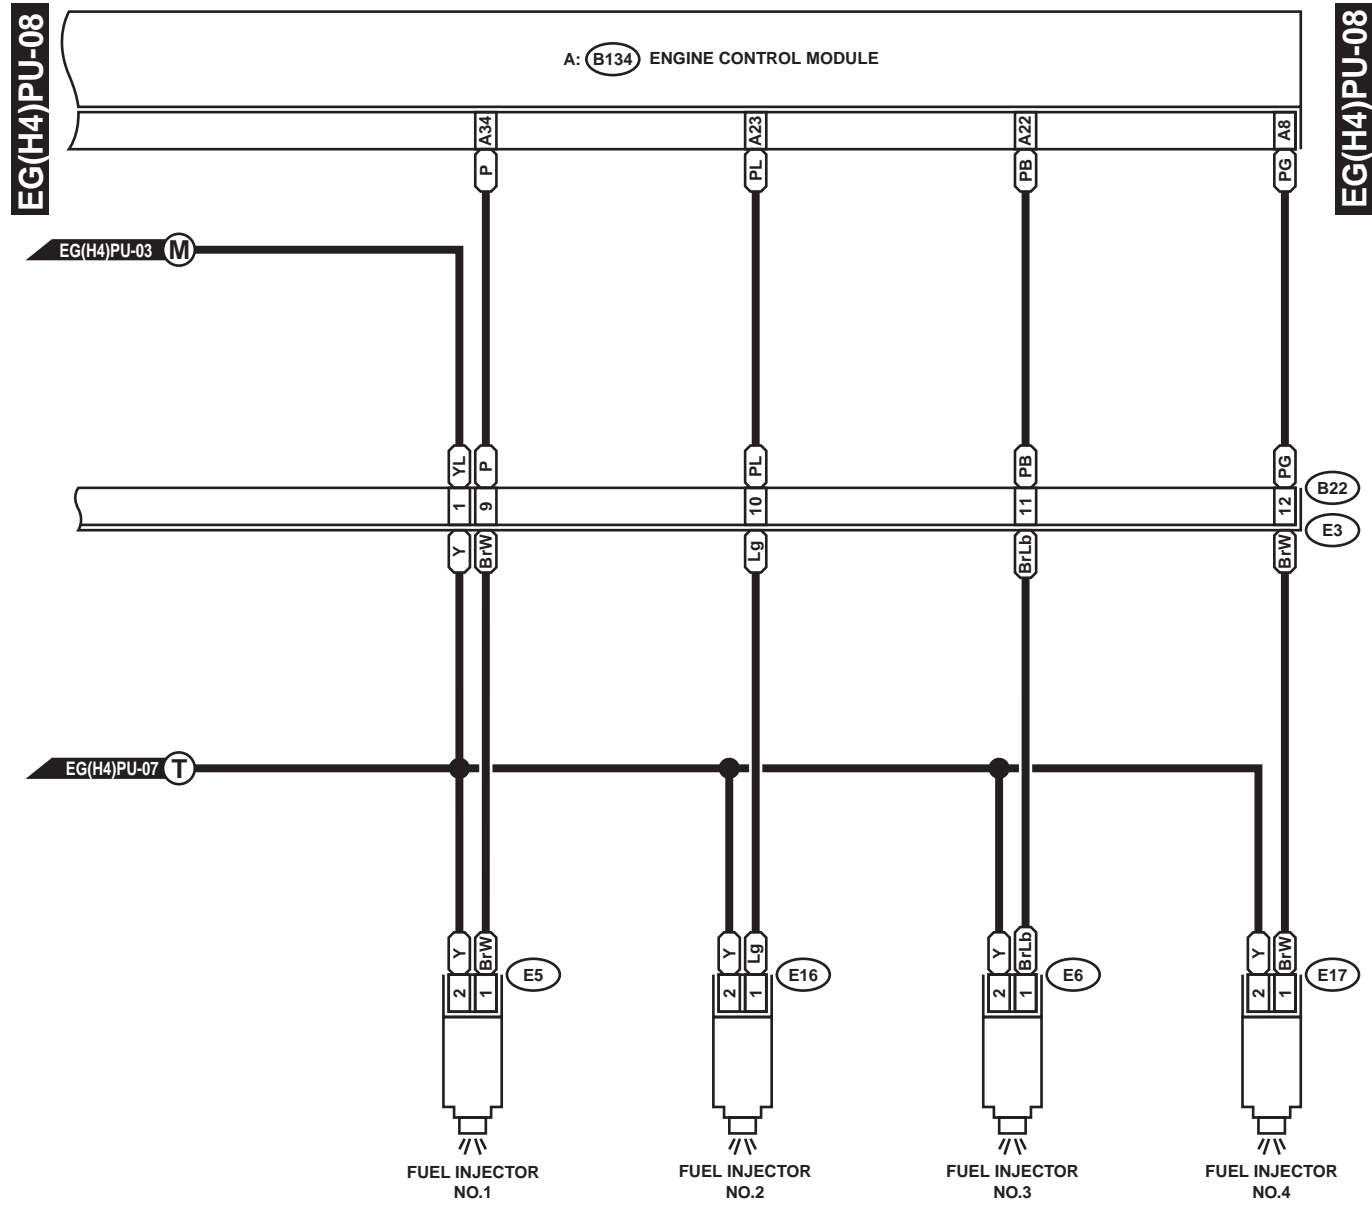 EG(H4)PU-08
EG(H4)PU-08
A: B134 ENGINE CONTROL MODULE
A34 A23 A22 A8
P PL PB PG
EG(H4)PU-03 M
YL P PL PB PG
1 9 10 11 12 B22
E3
Y BrW Lg BrLb BrW
EG(H4)PU-07 T
Y BrW Y Lg Y BrLb Y BrW
E5 E16 E6 E17
2 1 2 1 2 1 2 1
FUEL INJECTOR FUEL INJECTOR FUEL INJECTOR FUEL INJECTOR
NO.1 NO.2 NO.3 NO.4